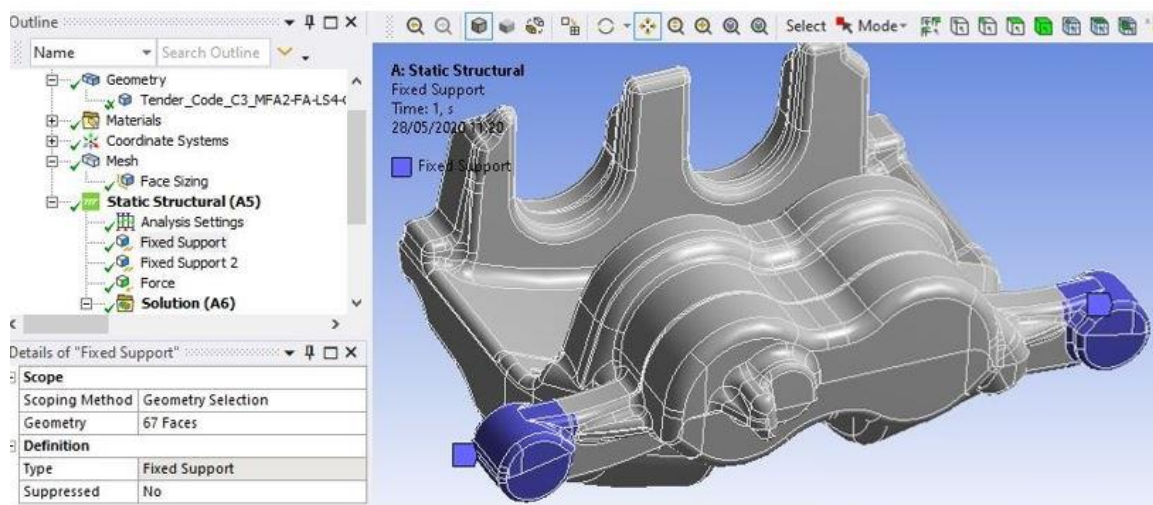 Outline
Name
Search Outline
Geometry
Tender_Code_C3_MFA2-FA-LS4-
Materials
Coordinate Systems
Mesh
Face Sizing
Static Structural (A5)
Analysis Settings
Fixed Support
Fixed Support 2
Force
Solution (A6)
Details of "Fixed Support"
Scope
Scoping Method Geometry Selection
Geometry 67 Faces
Definition
Type Fixed Support
Suppressed No
Select Mode
A: Static Structural
Fixed Support
Time: 1, s
28/05/2020 11:20
Fixed Support